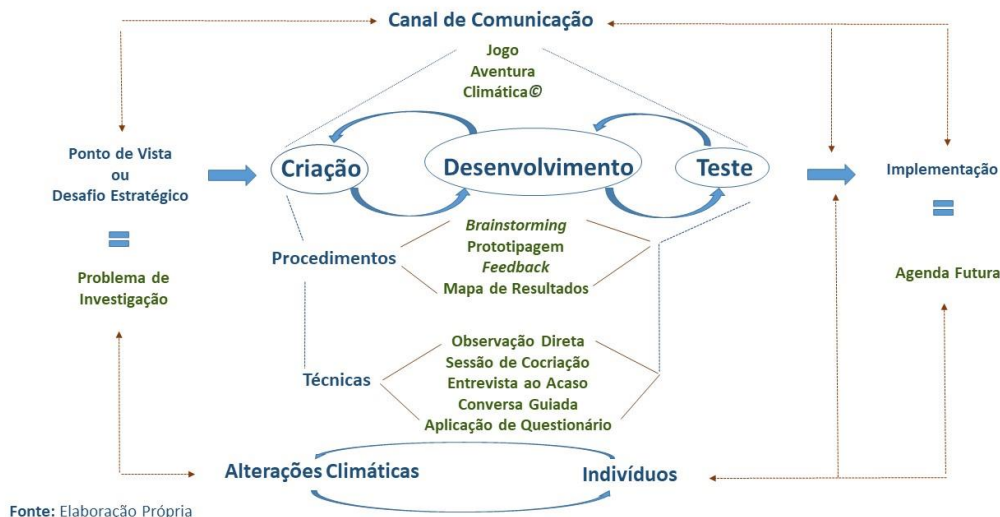 Canal de Comunicação
Jogo
Aventura
Climática©
Ponto de Vista
ou
Desafio Estratégico
Criação
Desenvolvimento
Teste
Implementação
Problema de
Investigação
Agenda Futura
Procedimentos
Brainstorming
Prototipagem
Feedback
Mapa de Resultados
Técnicas
Observação Direta
Sessão de Cocriação
Entrevista ao Acaso
Conversa Guiada
Aplicação de Questionário
Alterações Climáticas
Indivíduos
Fonte: Elaboração Própria